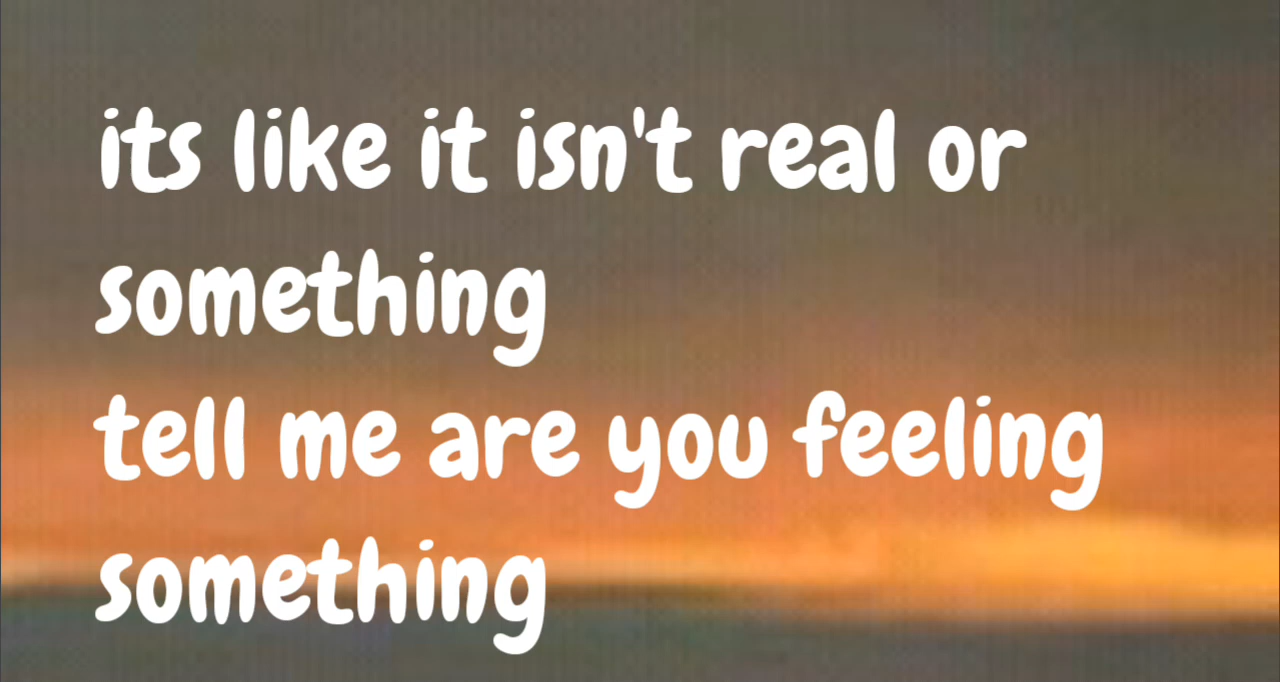 its like it isn't real or
something
tell me are you feeling
something